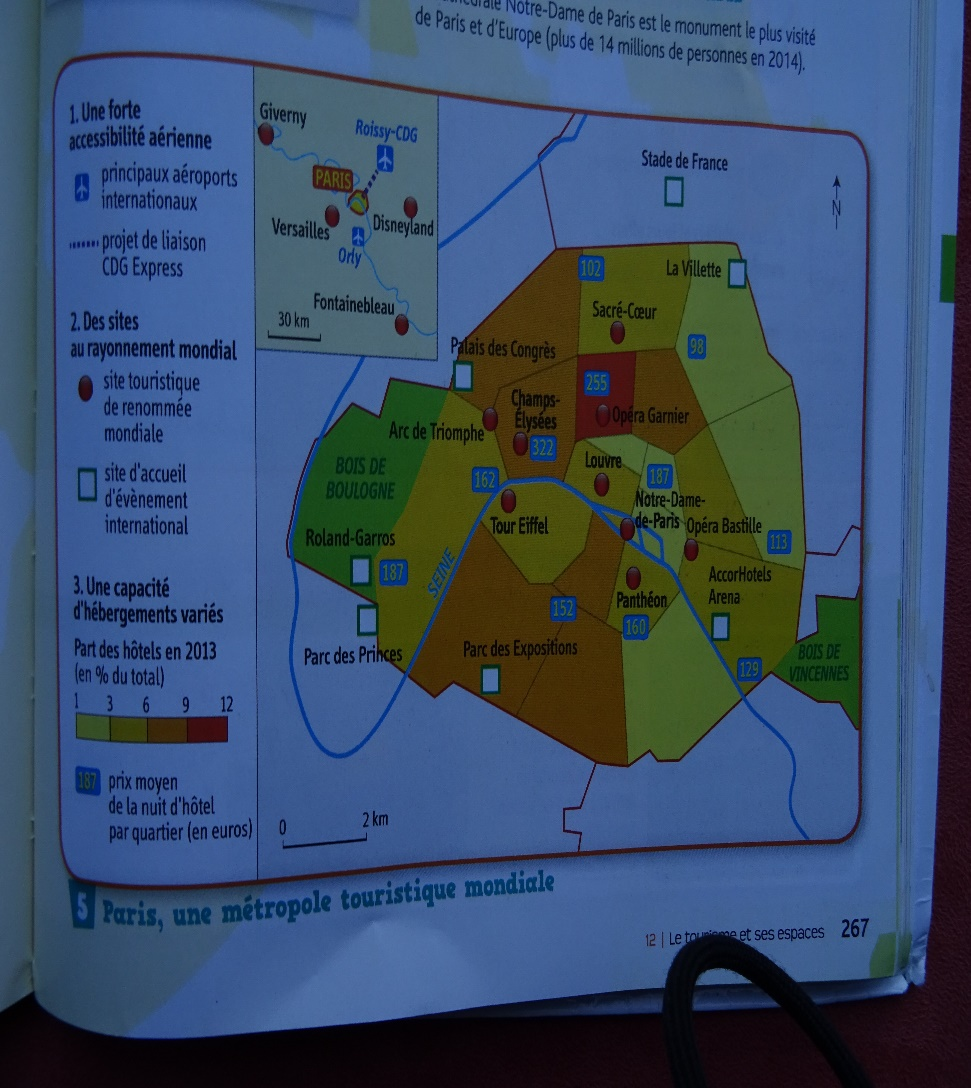 Notre-Dame de Paris est le monument le plus visité
de Paris et d'Europe (plus de 14 millions de personnes en 2014).
1. Une forte
accessibilité aérienne
principaux aéroports
internationaux
projet de liaison
CDG Express
2. Des sites
au rayonnement mondial
site touristique
de renommée
mondiale
site d'accueil
d'évènement
international
3. Une capacité
d'hébergements variés
Part des hôtels en 2013
(en % du total)
1 3 6 9 12
187 prix moyen
de la nuit d'hôtel
par quartier (en euros)
Giverny
Roissy-CDG
PARIS
Versailles
Disneyland
Orly
Fontainebleau
30 km
Stade de France
N
102
La Villette
Sacré-Cœur
98
Palais des Congrès
255
Champs-
Élysées
Opéra Garnier
Arc de Triomphe
322
BOIS DE
BOULOGNE
Louvre
162
187
Notre-Dame-
de-Paris
Tour Eiffel
Opéra Bastille
Roland-Garros
113
187
SEINE
AccorHotels
Arena
Panthéon
152
160
Parc des Princes
Parc des Expositions
BOIS DE
VINCENNES
129
0 2 km
5 Paris, une métropole touristique mondiale
12 | Le tourisme et ses espaces 267